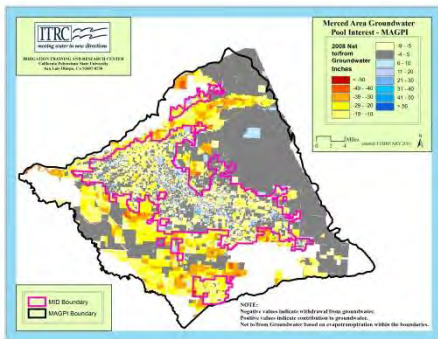 ITRC
moving water in new directions
IRRIGATION TRAINING AND RESEARCH CENTER
California Polytechnic State University
San Luis Obispo, CA 93407-0730
Merced Area Groundwater
Pool Interest - MAGPI
2008 Net
to/from
Groundwater
Inches
< -50
-49 - -40
-39 - -30
-29 - -20
-19 - -10
-9 - -5
-4 - 5
6 - 10
11 - 20
21 - 30
31 - 40
41 - 50
> 50
Miles
MID Boundary
MAGPI Boundary
NOTE:
Negative values indicate withdrawal from groundwater.
Positive values indicate contribution to groundwater.
Net to/from Groundwater based on evapotranspiration within the boundaries.